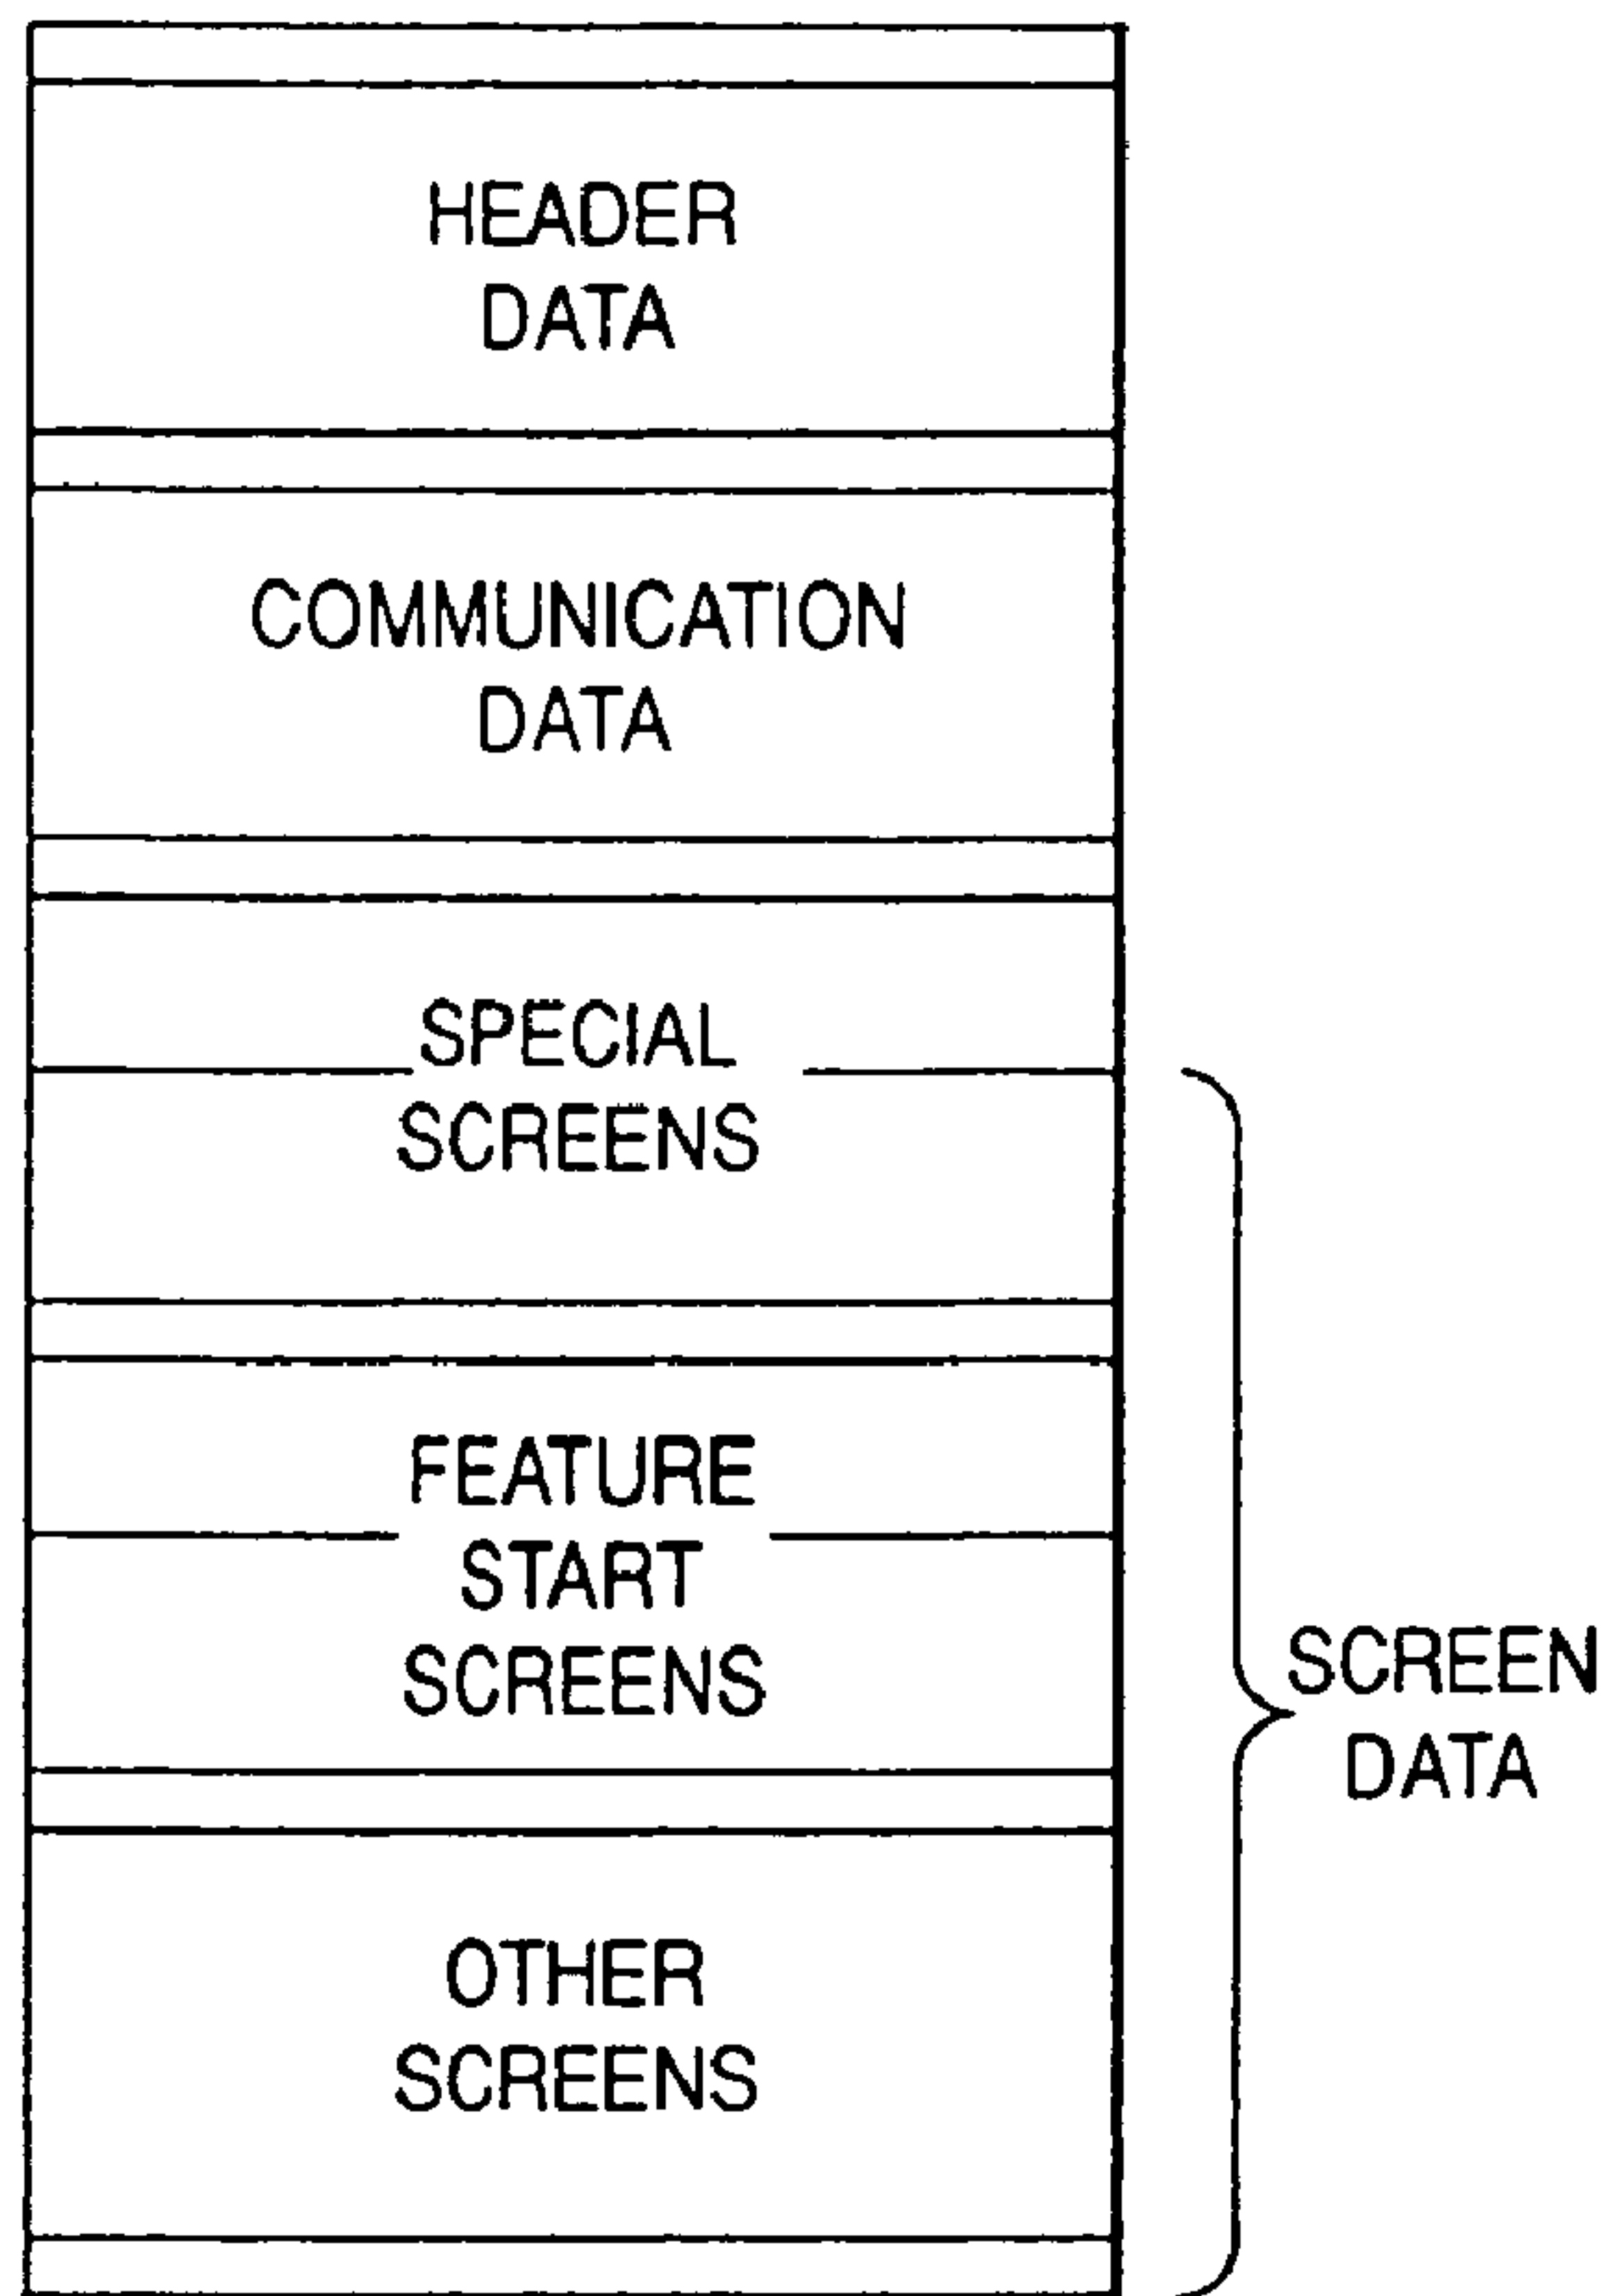 HEADER
DATA
COMMUNICATION
DATA
SPECIAL
SCREENS
FEATURE
START
SCREENS
OTHER
SCREENS
SCREEN
DATA